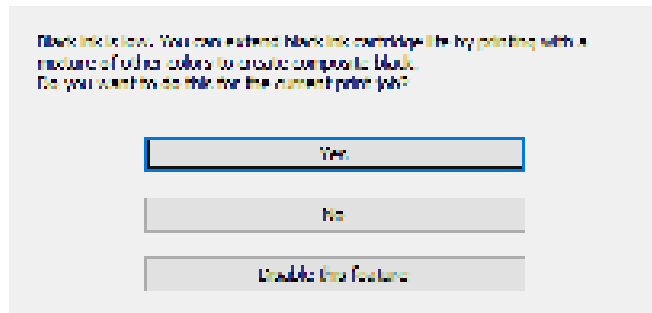 Black ink is low. You can extend black ink cartridge life by printing with a
mixture of other colors to create composite black.
Do you want to do this for the current print job?
Yes
No
Disable this feature